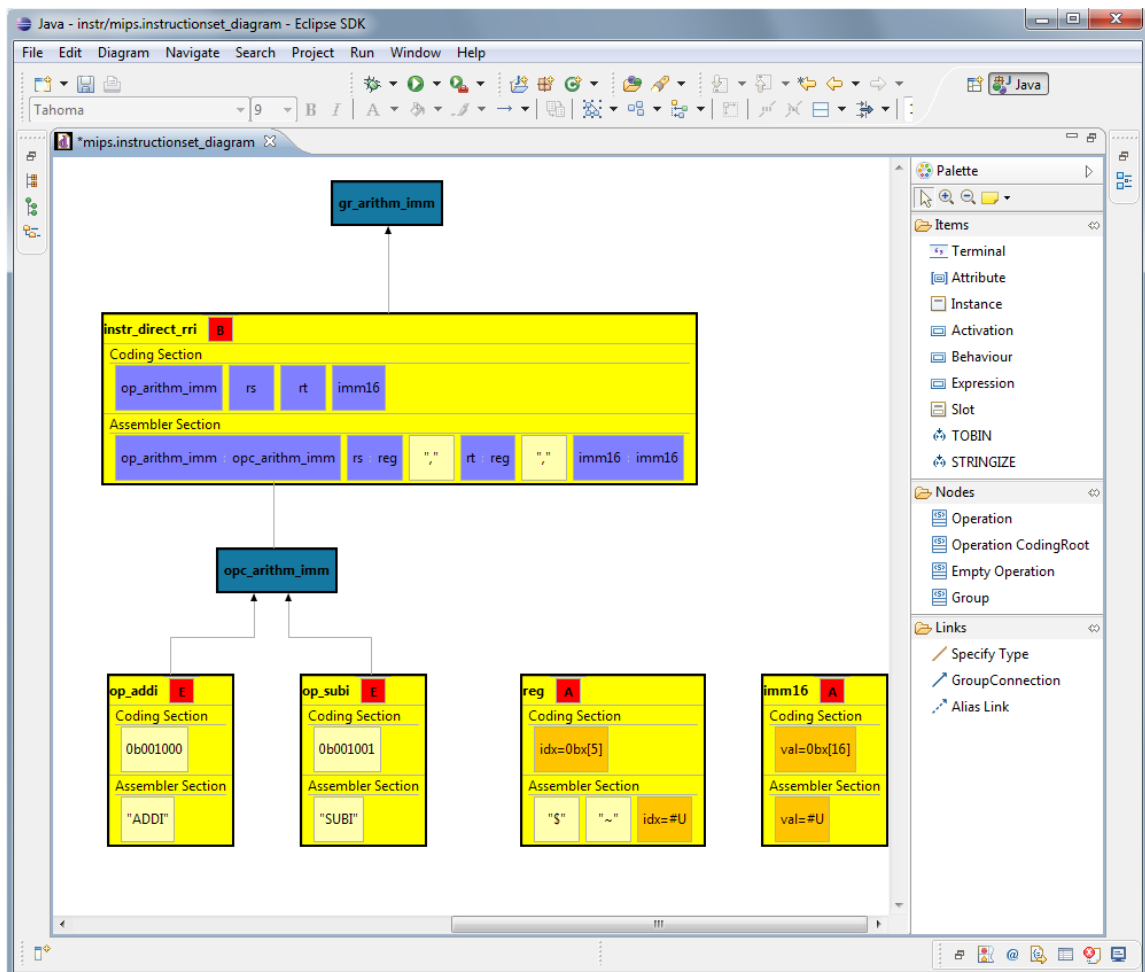 Java - instr/mips.instructionset_diagram - Eclipse SDK
File Edit Diagram Navigate Search Project Run Window Help
Java
Tahoma 9 B I A
*mips.instructionset_diagram
Palette
Items
Terminal
Attribute
Instance
Activation
Behaviour
Expression
Slot
TOBIN
STRINGIZE
Nodes
Operation
Operation CodingRoot
Empty Operation
Group
Links
Specify Type
GroupConnection
Alias Link
gr_arithm_imm
instr_direct_rri B
Coding Section
op_arithm_imm rs rt imm16
Assembler Section
op_arithm_imm : opc_arithm_imm rs : reg "," rt : reg "," imm16 : imm16
opc_arithm_imm
op_addi E
Coding Section
0b001000
Assembler Section
"ADDI"
op_subi E
Coding Section
0b001001
Assembler Section
"SUBI"
reg A
Coding Section
idx=0bx[5]
Assembler Section
"$" "~" idx=#U
imm16 A
Coding Section
val=0bx[16]
Assembler Section
val=#U